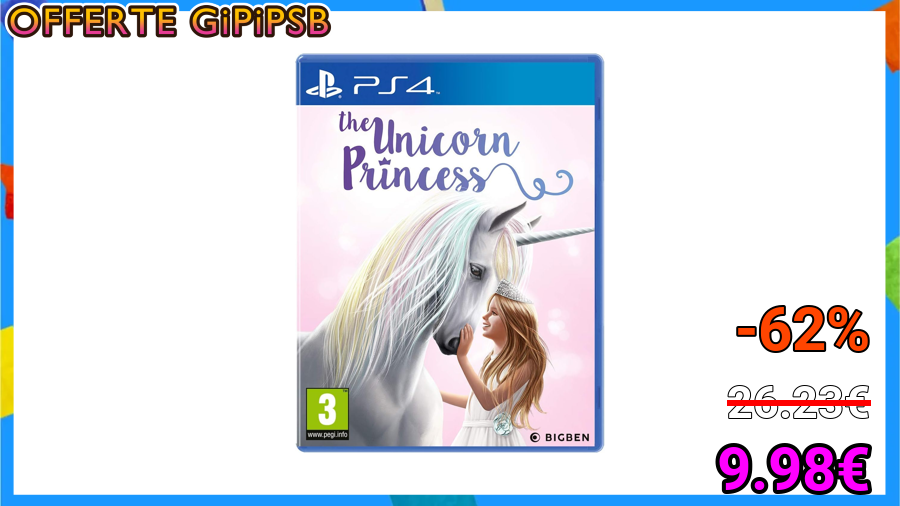 OFFERTE GiPiPSB
PS4
the Unicorn
Princess
3
www.pegi.info
BIGBEN
-62%
26.23€
9.98€